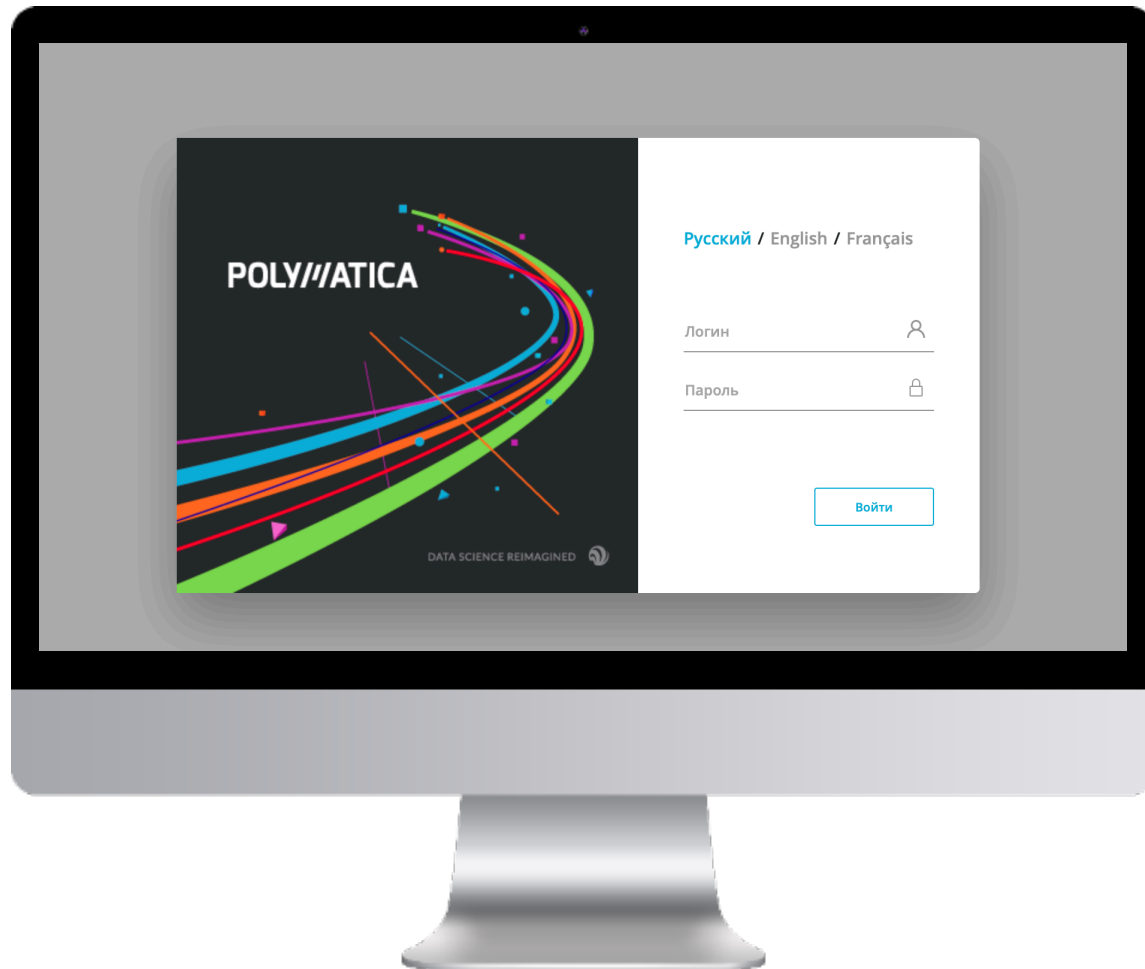 POLYMATICA
DATA SCIENCE REIMAGINED
Русский / English / Français
Логин
Пароль
Войти